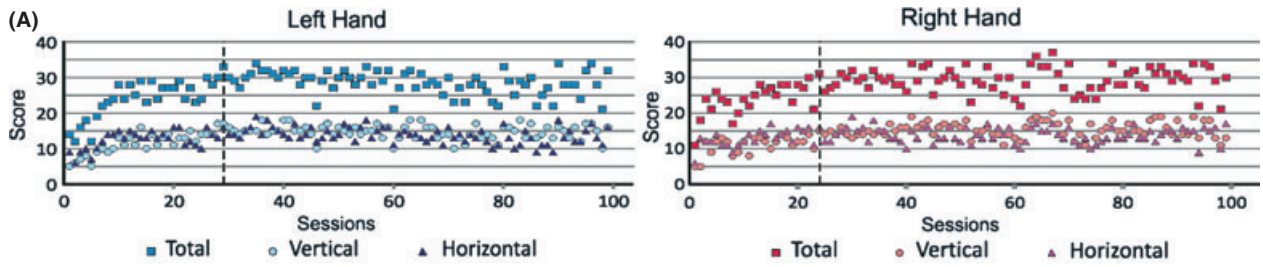 (A)
Left Hand
40
30
20
10
0
Score
0 20 40 60 80 100
Sessions
Total Vertical Horizontal
Right Hand
40
30
20
10
0
Score
0 20 40 60 80 100
Sessions
Total Vertical Horizontal